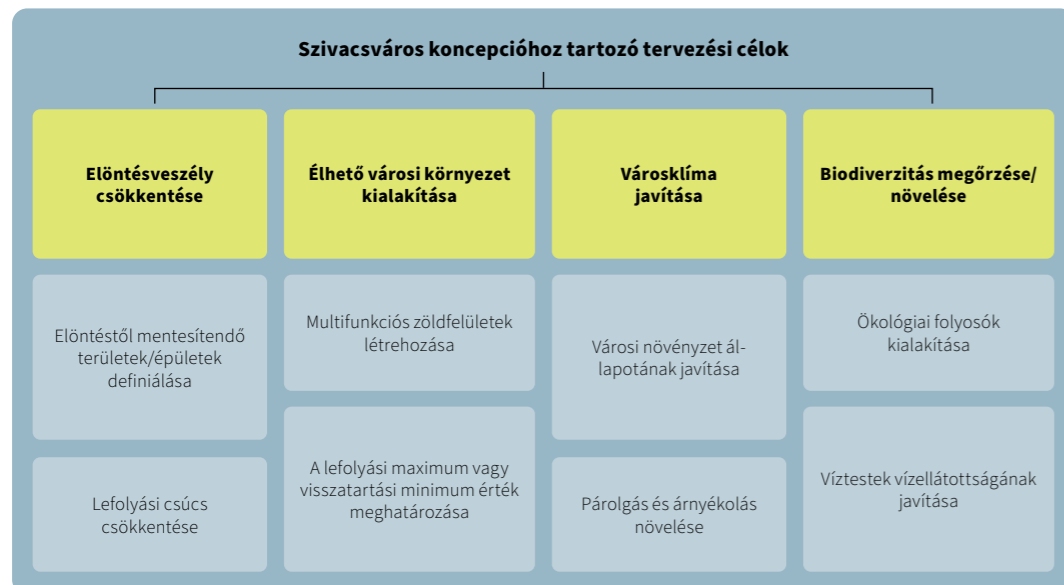 Szivacsváros koncepcióhoz tartozó tervezési célok
Elöntésveszély
csökkentése
Élhető városi környezet
kialakítása
Városklíma
javítása
Biodiverzitás megőrzése/
növelése
Elöntéstől mentesítendő
területek/épületek
definiálása
Lefolyási csúcs
csökkentése
Multifunkciós zöldfelületek
létrehozása
A lefolyási maximum vagy
visszatartási minimum érték
meghatározása
Városi növényzet ál-
lapotának javítása
Párolgás és árnyékolás
növelése
Ökológiai folyosók
kialakítása
Víztestek vízellátottságának
javítása